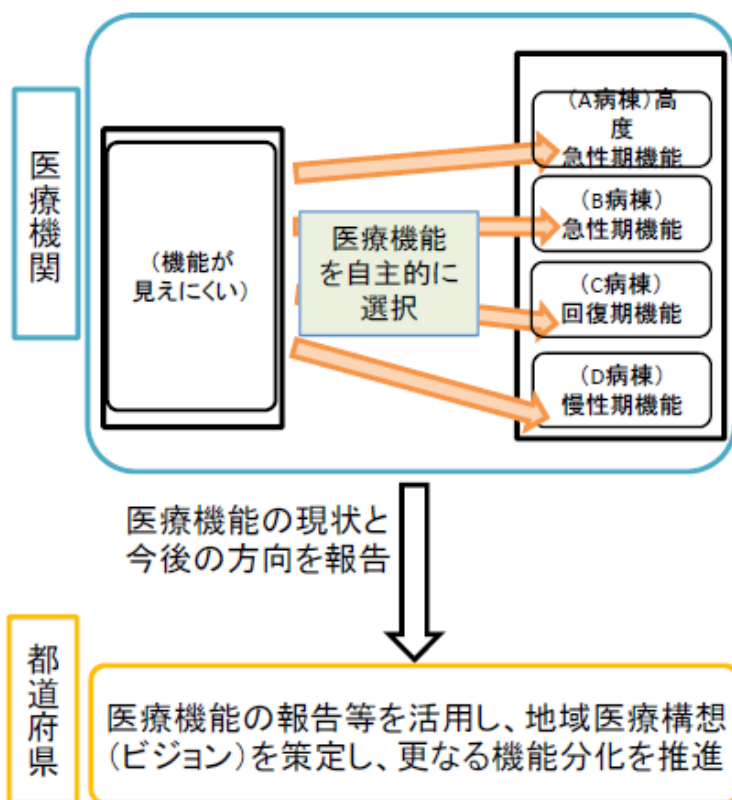 医療機関
(機能が
見えにくい)
医療機能
を自主的に
選択
(A病棟)高
度
急性期機能
(B病棟)
急性期機能
(C病棟)
回復期機能
(D病棟)
慢性期機能
医療機能の現状と
今後の方向を報告
都道府県
医療機能の報告等を活用し、地域医療構想
(ビジョン)を策定し、更なる機能分化を推進